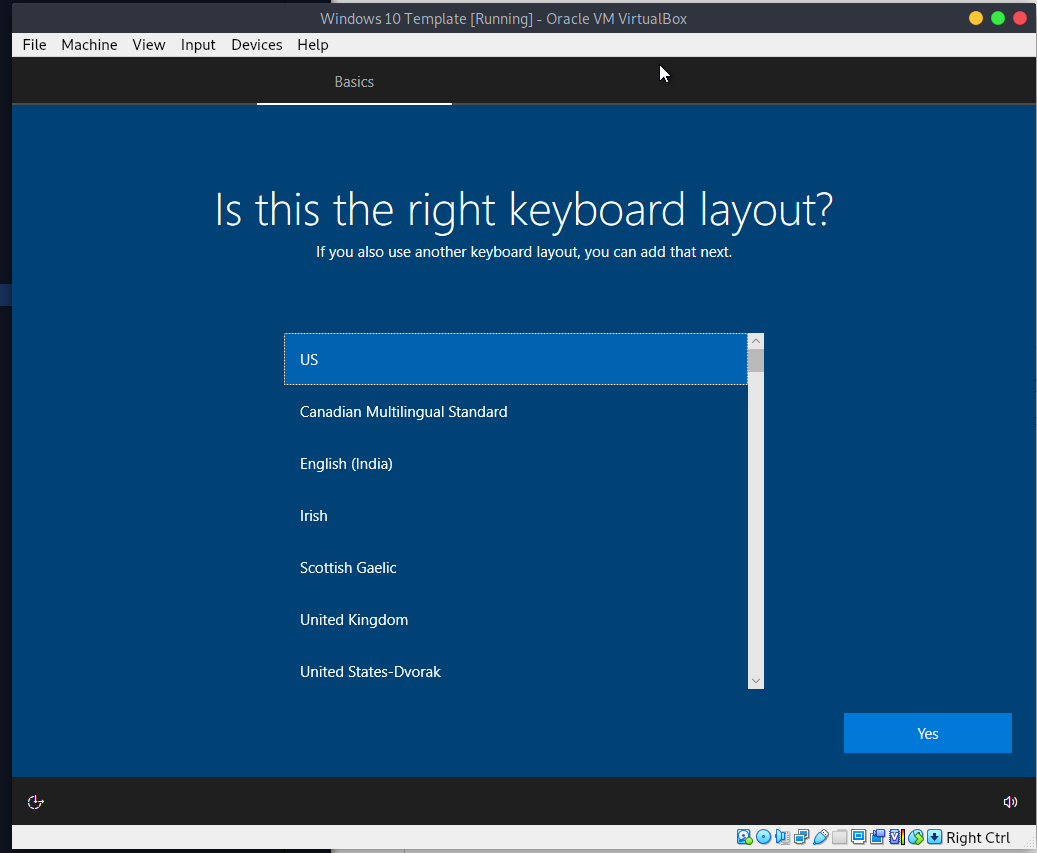 Windows 10 Template [Running] - Oracle VM VirtualBox
File Machine View Input Devices Help
Basics
Is this the right keyboard layout?
If you also use another keyboard layout, you can add that next.
US
Canadian Multilingual Standard
English (India)
Irish
Scottish Gaelic
United Kingdom
United States-Dvorak
Yes
Right Ctrl